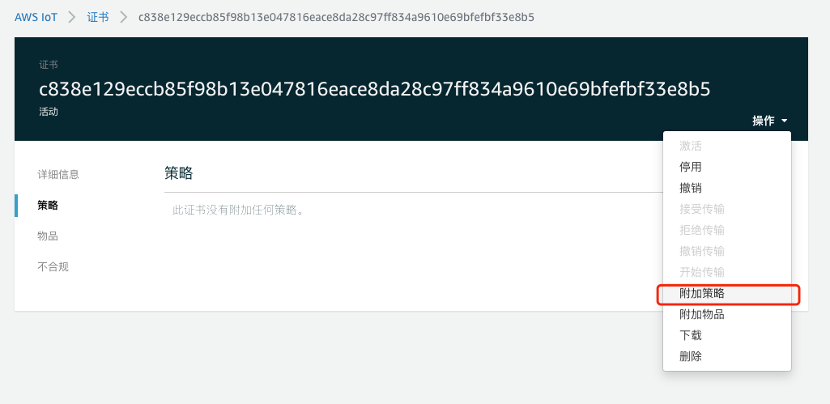 AWS IoT > 证书 > c838e129eccb85f98b13e047816eace8da28c97ff834a9610e69bfefbf33e8b5
证书
c838e129eccb85f98b13e047816eace8da28c97ff834a9610e69bfefbf33e8b5
活动
操作
激活
停用
撤销
接受传输
拒绝传输
撤销传输
开始传输
附加策略
附加物品
下载
删除
详细信息
策略
物品
不合规
策略
此证书没有附加任何策略。